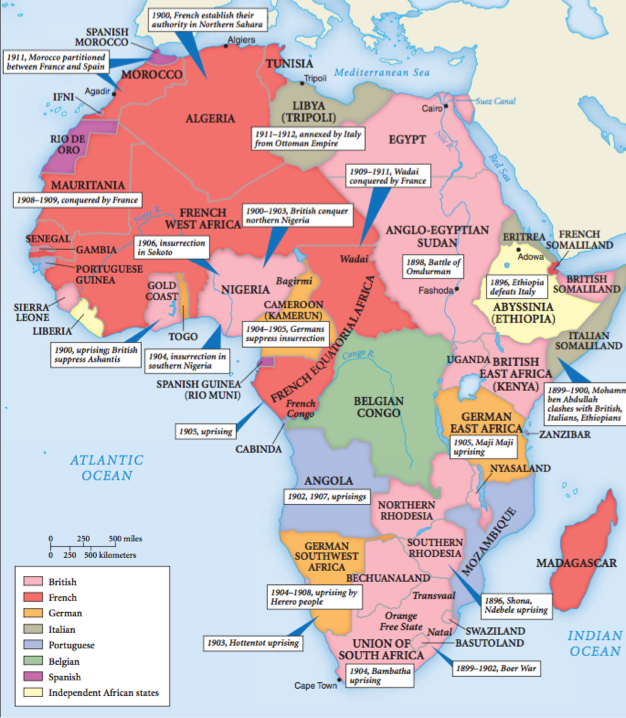 1900, French establish their
authority in Northern Sahara
SPANISH
MOROCCO
Algiers
1911, Morocco partitioned
between France and Spain
MOROCCO
TUNISIA
Tripoli
Mediterranean Sea
Agadir
IFNI
LIBYA
(TRIPOLI)
Cairo
Suez Canal
ALGERIA
1911–1912, annexed by Italy
from Ottoman Empire
EGYPT
Nile R.
Red Sea
RIO DE
ORO
1909–1911, Wadai
conquered by France
MAURITANIA
1908–1909, conquered by France
Niger R.
FRENCH
WEST AFRICA
1900–1903, British conquer
northern Nigeria
ANGLO-EGYPTIAN
SUDAN
SENEGAL
GAMBIA
1906, insurrection
in Sokoto
Wadai
1898, Battle of
Omdurman
ERITREA
FRENCH
SOMALILAND
Adowa
PORTUGUESE
GUINEA
GOLD
COAST
NIGERIA
Bagirmi
Fashoda
1896, Ethiopia
defeats Italy
BRITISH
SOMALILAND
SIERRA
LEONE
CAMEROON
(KAMERUN)
ABYSSINIA
(ETHIOPIA)
LIBERIA
TOGO
1904–1905, Germans
suppress insurrection
FRENCH EQUATORIAL AFRICA
ITALIAN
SOMALILAND
1900, uprising; British
suppress Ashantis
1904, insurrection in
southern Nigeria
Congo R.
UGANDA
BRITISH
EAST AFRICA
(KENYA)
SPANISH GUINEA
(RIO MUNI)
French
Congo
BELGIAN
CONGO
1899–1900, Mohamm
ben Abdullah
clashes with British,
Italians, Ethiopians
1905, uprising
GERMAN
EAST AFRICA
ZANZIBAR
1905, Maji Maji
uprising
CABINDA
ATLANTIC
OCEAN
NYASALAND
ANGOLA
1902, 1907, uprisings
NORTHERN
RHODESIA
MOZAMBIQUE
0 250 500 miles
0 250 500 kilometers
GERMAN
SOUTHWEST
AFRICA
SOUTHERN
RHODESIA
MADAGASCAR
BECHUANALAND
British
French
German
Italian
Portuguese
Belgian
Spanish
Independent African states
1904–1908, uprising by
Herero people
Transvaal
1896, Shona,
Ndebele uprising
Orange
Free State
Natal
SWAZILAND
BASUTOLAND
INDIAN
OCEAN
1903, Hottentot uprising
UNION OF
SOUTH AFRICA
1899–1902, Boer War
1904, Bambatha
uprising
Cape Town